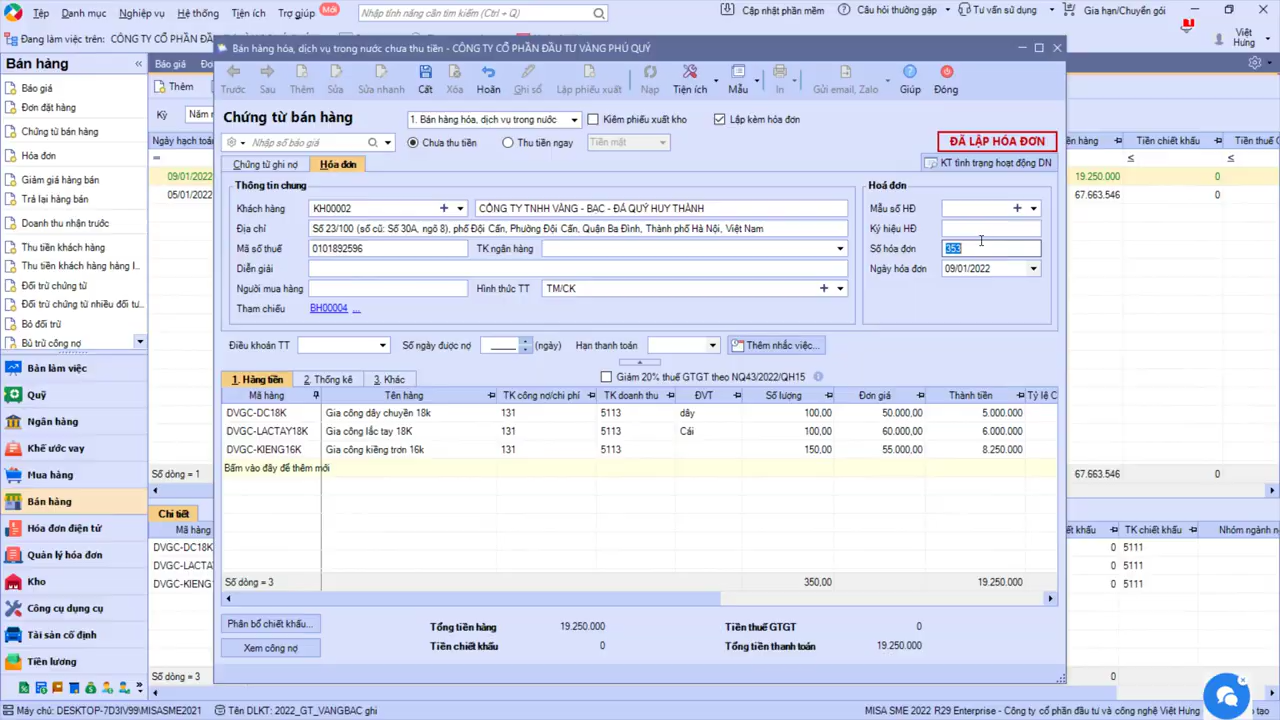 Tệp Danh mục Nghiệp vụ Hệ thống Tiện ích Trợ giúp Mới
Nhập tính năng cần tìm kiếm (Ctrl + Q)
Cập nhật phần mềm Câu hỏi thường gặp Tư vấn sử dụng Gia hạn/Chuyển gói
Đang làm việc trên: CÔNG TY CỔ PHẦN ĐẦU TƯ VÀNG
Việt Hưng
Bán hàng
Báo giá
Đơn đặt hàng
Chứng từ bán hàng
Hóa đơn
Giảm giá hàng bán
Trả lại hàng bán
Doanh thu nhận trước
Thu tiền khách hàng
Thu tiền khách hàng hàng l...
Đối trừ chứng từ
Đối trừ chứng từ nhiều đối tư...
Bỏ đối trừ
Bù trừ công nợ
Bàn làm việc
Quỹ
Ngân hàng
Khế ước vay
Mua hàng
Bán hàng
Hóa đơn điện tử
Quản lý hóa đơn
Kho
Công cụ dụng cụ
Tài sản cố định
Tiền lương
Báo giá
Thêm
Kỳ
Ngày hạch toán
=
09/01/2022
05/01/2022
Số dòng = 1
Chi tiết
Mã hàng
DVGC-DC18K
DVGC-LACTA
DVGC-KIENG
Số dòng = 3
Bán hàng hóa, dịch vụ trong nước chưa thu tiền - CÔNG TY CỔ PHẦN ĐẦU TƯ VÀNG PHÚ QUÝ
Trước Sau Thêm Sửa Sửa nhanh Cất Xóa Hoãn Ghi sổ Lập phiếu xuất Nạp Tiện ích Mẫu In Gửi email, Zalo Giúp Đóng
Chứng từ bán hàng 1. Bán hàng hóa, dịch vụ trong nước Kiêm phiếu xuất kho Lập kèm hóa đơn
Nhập số báo giá Chưa thu tiền Thu tiền ngay Tiền mặt ĐÃ LẬP HÓA ĐƠN
Chứng từ ghi nợ Hóa đơn KT tình trạng hoạt động DN
Thông tin chung
Khách hàng KH00002 CÔNG TY TNHH VÀNG - BẠC - ĐÁ QUÝ HUY THÀNH
Địa chỉ Số 23/100 (số cũ: Số 30A, ngõ 8), phố Đội Cấn, Phường Đội Cấn, Quận Ba Đình, Thành phố Hà Nội, Việt Nam
Mã số thuế 0101892596 TK ngân hàng
Diễn giải
Người mua hàng Hình thức TT TM/CK
Tham chiếu BH00004 ...
Hoá đơn
Mẫu số HĐ
Ký hiệu HĐ
Số hóa đơn 353
Ngày hóa đơn 09/01/2022
Điều khoản TT Số ngày được nợ (ngày) Hạn thanh toán Thêm nhắc việc...
1. Hàng tiền 2. Thống kê 3. Khác Giảm 20% thuế GTGT theo NQ43/2022/QH15
Mã hàng Tên hàng TK công nợ/chi phí TK doanh thu ĐVT Số lượng Đơn giá Thành tiền Tỷ lệ C
DVGC-DC18K Gia công dây chuyền 18k 131 5113 dây 100,00 50.000,00 5.000.000
DVGC-LACTAY18K Gia công lắc tay 18K 131 5113 Cái 100,00 60.000,00 6.000.000
DVGC-KIENG16K Gia công kiềng trơn 16k 131 5113 150,00 55.000,00 8.250.000
Bấm vào đây để thêm mới
Số dòng = 3 350,00 19.250.000
Phân bổ chiết khấu... Tổng tiền hàng 19.250.000 Tiền thuế GTGT 0
Xem công nợ Tiền chiết khấu 0 Tổng tiền thanh toán 19.250.000
Tiền chiết khấu
≤ ≤
19.250.000 0
67.663.546 0
67.663.546 0
TK chiết khấu Nhóm ngành n
0 5111
0 5111
0 5111
0
Máy chủ: DESKTOP-7D3IV99\MISASME2021 Tên DLKT: 2022_GT_VANGBAC ghi MISA SME 2022 R29 Enterprise - Công ty cổ phần đầu tư và công nghệ Việt Hưng